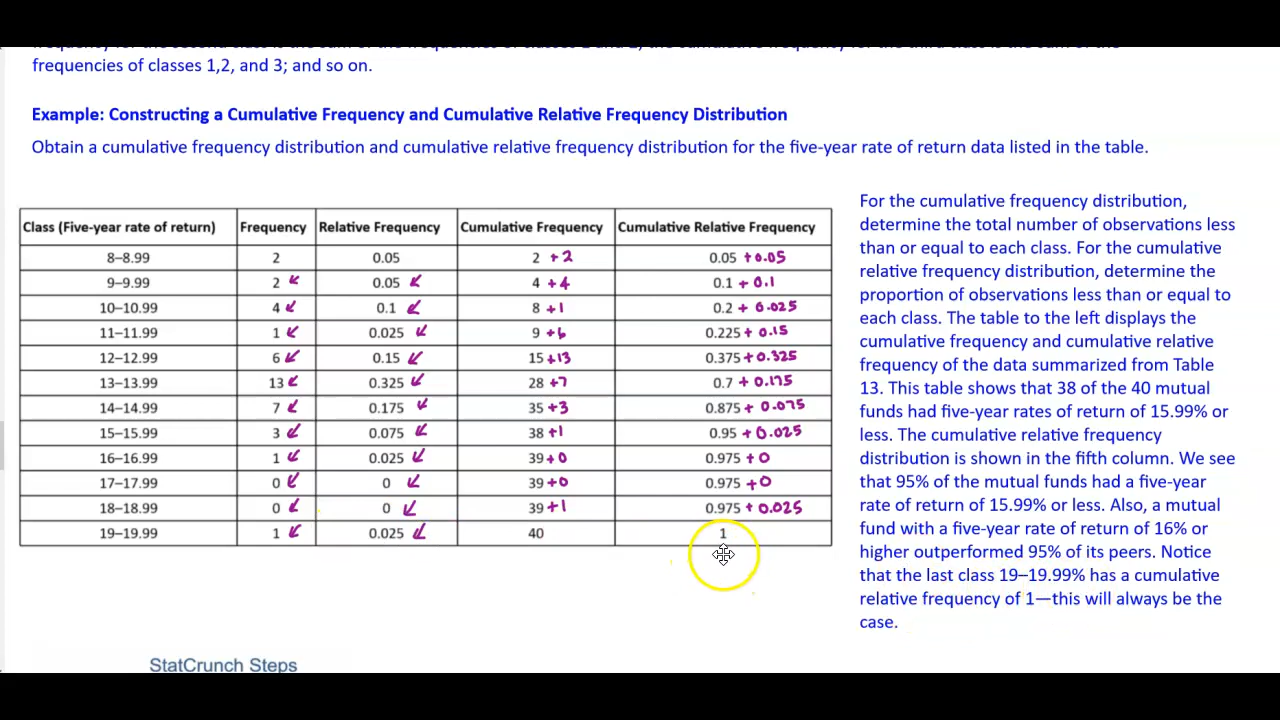 frequencies of classes 1,2, and 3; and so on.
Example: Constructing a Cumulative Frequency and Cumulative Relative Frequency Distribution
Obtain a cumulative frequency distribution and cumulative relative frequency distribution for the five-year rate of return data listed in the table.
Class (Five-year rate of return) Frequency Relative Frequency Cumulative Frequency Cumulative Relative Frequency
8–8.99 2 0.05 2 +2 0.05 +0.05
9–9.99 2 0.05 4 +4 0.1 +0.1
10–10.99 4 0.1 8 +1 0.2 +0.025
11–11.99 1 0.025 9 +6 0.225 +0.15
12–12.99 6 0.15 15 +13 0.375 +0.325
13–13.99 13 0.325 28 +7 0.7 +0.175
14–14.99 7 0.175 35 +3 0.875 +0.075
15–15.99 3 0.075 38 +1 0.95 +0.025
16–16.99 1 0.025 39 +0 0.975 +0
17–17.99 0 0 39 +0 0.975 +0
18–18.99 0 0 39 +1 0.975 +0.025
19–19.99 1 0.025 40 1
For the cumulative frequency distribution,
determine the total number of observations less
than or equal to each class. For the cumulative
relative frequency distribution, determine the
proportion of observations less than or equal to
each class. The table to the left displays the
cumulative frequency and cumulative relative
frequency of the data summarized from Table
13. This table shows that 38 of the 40 mutual
funds had five-year rates of return of 15.99% or
less. The cumulative relative frequency
distribution is shown in the fifth column. We see
that 95% of the mutual funds had a five-year
rate of return of 15.99% or less. Also, a mutual
fund with a five-year rate of return of 16% or
higher outperformed 95% of its peers. Notice
that the last class 19–19.99% has a cumulative
relative frequency of 1—this will always be the
case.
StatCrunch Steps